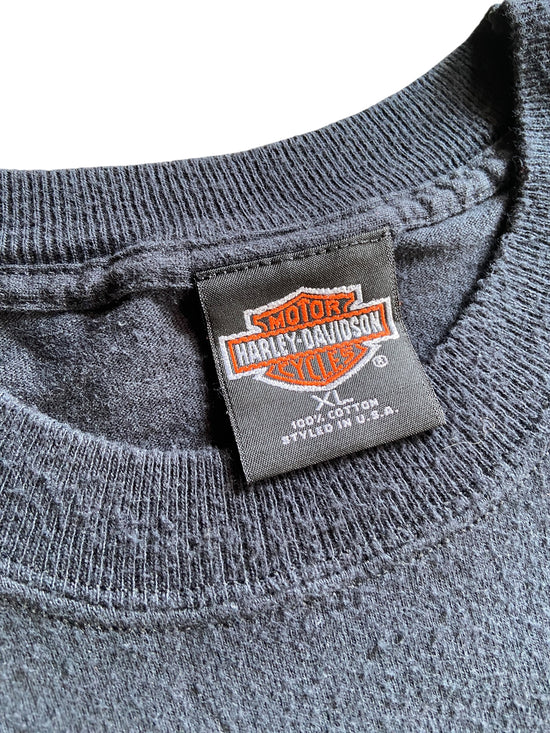 MOTOR
HARLEY-DAVIDSON
CYCLES
®
XL
100% COTTON
STYLED IN U.S.A.